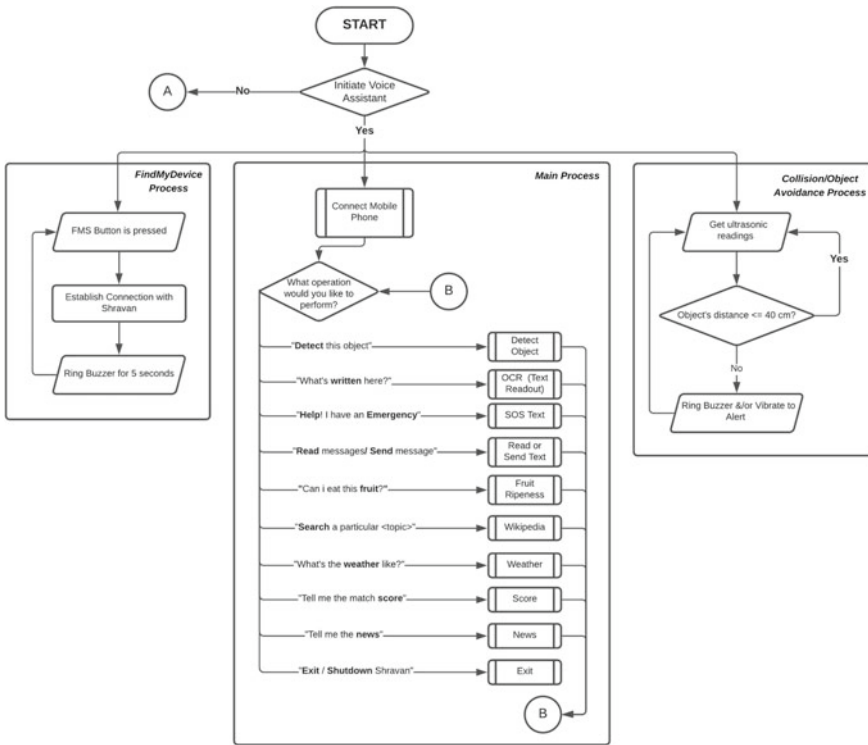 START
Initiate Voice
Assistant
No
A
Yes
FindMyDevice
Process
FMS Button is pressed
Establish Connection with
Shravan
Ring Buzzer for 5 seconds
Main Process
Connect Mobile
Phone
What operation
would you like to
perform?
B
"Detect this object"
Detect
Object
"What's written here?"
OCR (Text
Readout)
"Help! I have an Emergency"
SOS Text
"Read messages/ Send message"
Read or
Send Text
"Can i eat this fruit?"
Fruit
Ripeness
"Search a particular <topic>"
Wikipedia
"What's the weather like?"
Weather
"Tell me the match score"
Score
"Tell me the news"
News
"Exit / Shutdown Shravan"
Exit
B
Collision/Object
Avoidance Process
Get ultrasonic
readings
Yes
Object's distance <= 40 cm?
No
Ring Buzzer &/or Vibrate to
Alert